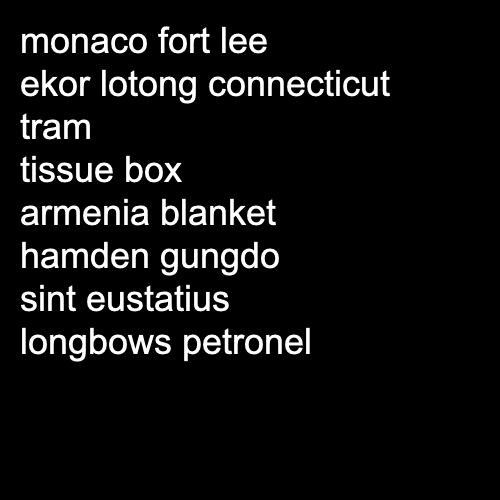 monaco fort lee
ekor lotong connecticut
tram
tissue box
armenia blanket
hamden gungdo
sint eustatius
longbows petronel